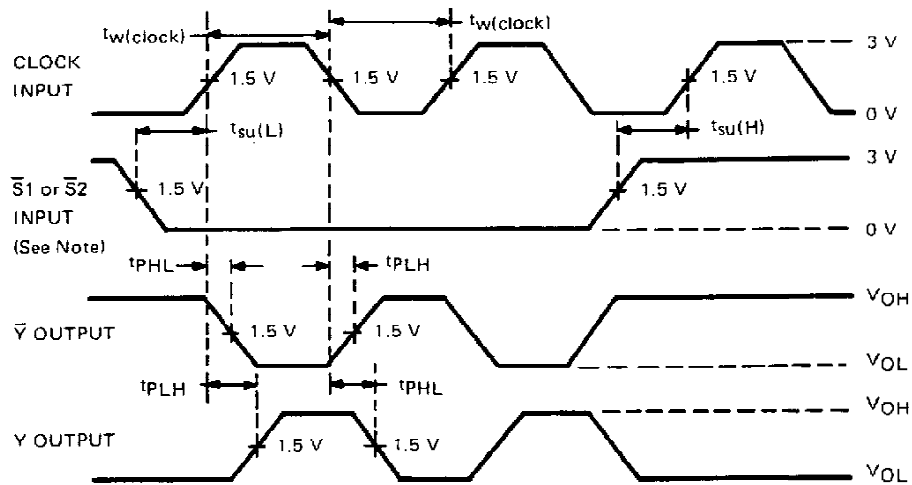 tw(clock)
tw(clock)
CLOCK
INPUT
1.5 V
1.5 V
1.5 V
1.5 V
3 V
0 V
tsu(L)
tsu(H)
S̅1 or S̅2
INPUT
(See Note)
1.5 V
1.5 V
3 V
0 V
tPHL
tPLH
Y̅ OUTPUT
1.5 V
1.5 V
VOH
VOL
tPLH
tPHL
Y OUTPUT
1.5 V
1.5 V
VOH
VOL